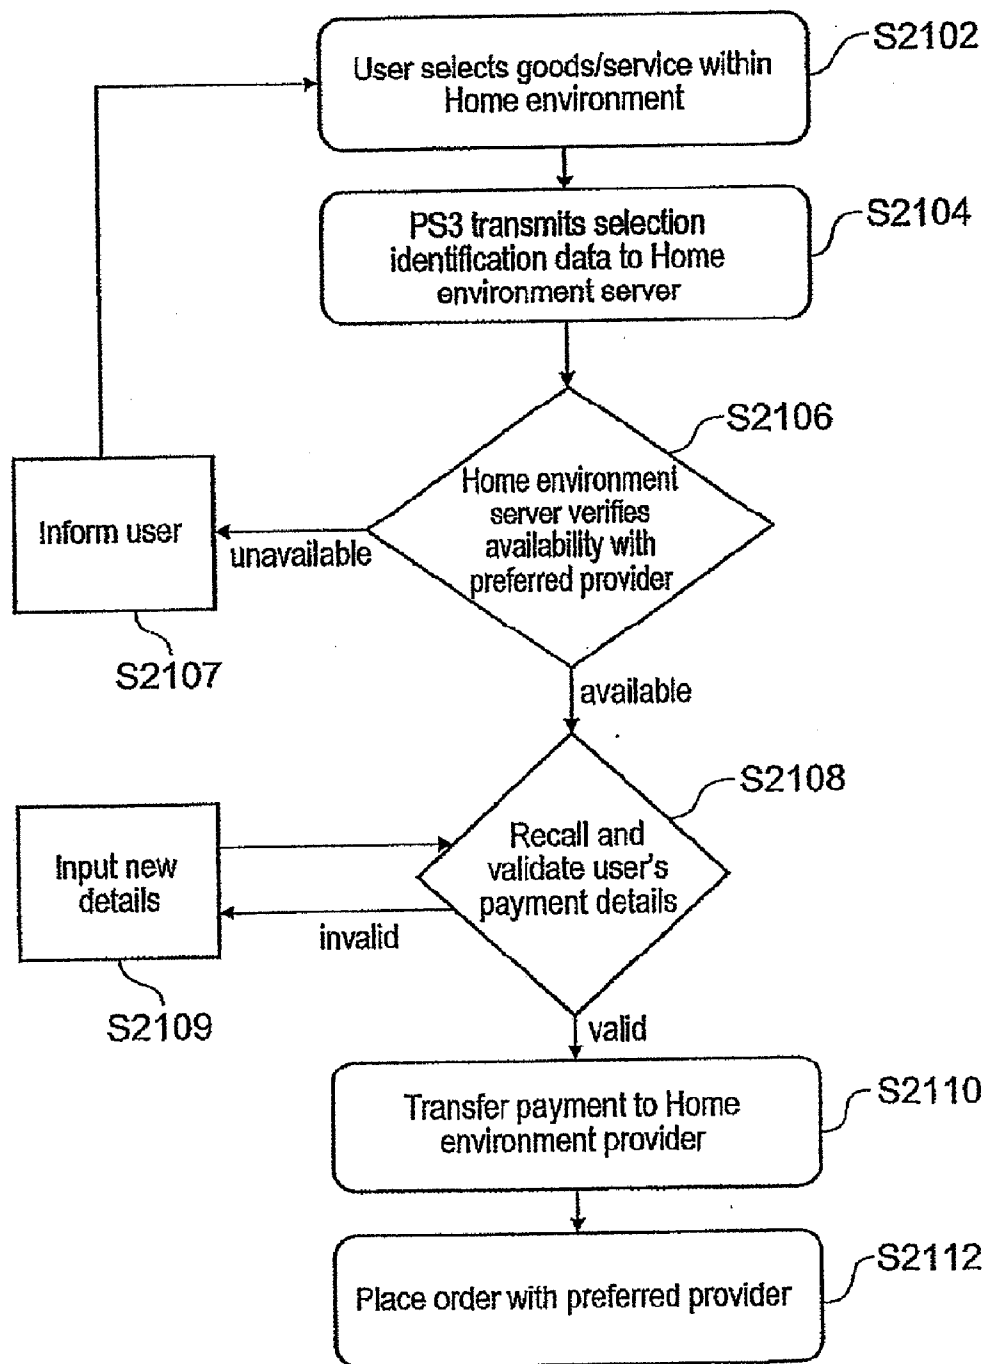 User selects goods/service within
Home environment
S2102
PS3 transmits selection
identification data to Home
environment server
S2104
Home environment
server verifies
availability with
preferred provider
S2106
unavailable
Inform user
S2107
available
Recall and
validate user's
payment details
S2108
Input new
details
invalid
S2109
valid
Transfer payment to Home
environment provider
S2110
Place order with preferred provider
S2112